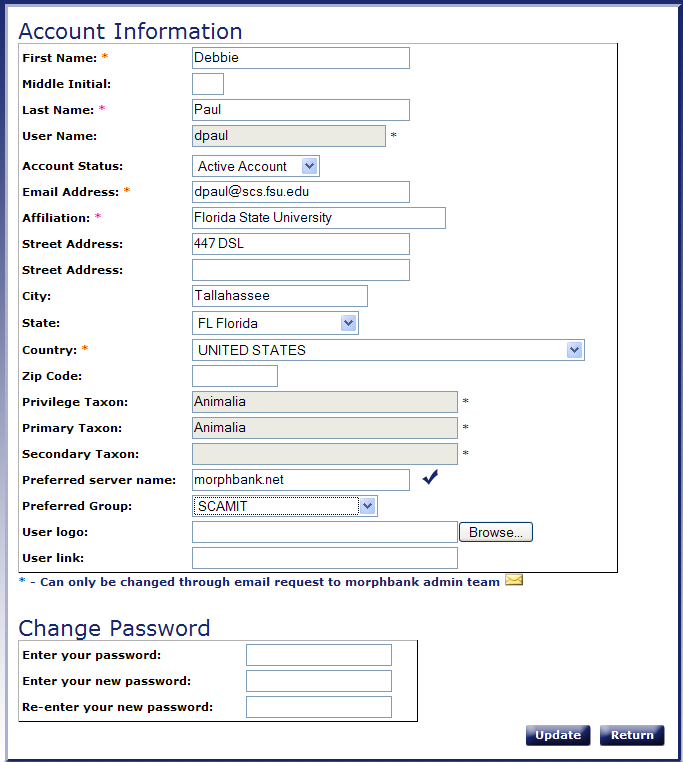 Account Information
First Name: * Debbie
Middle Initial:
Last Name: * Paul
User Name: dpaul *
Account Status: Active Account
Email Address: * dpaul@scs.fsu.edu
Affiliation: * Florida State University
Street Address: 447 DSL
Street Address:
City: Tallahassee
State: FL Florida
Country: * UNITED STATES
Zip Code:
Privilege Taxon: Animalia *
Primary Taxon: Animalia *
Secondary Taxon: *
Preferred server name: morphbank.net
Preferred Group: SCAMIT
User logo: Browse...
User link:
* - Can only be changed through email request to morphbank admin team
Change Password
Enter your password:
Enter your new password:
Re-enter your new password:
Update Return